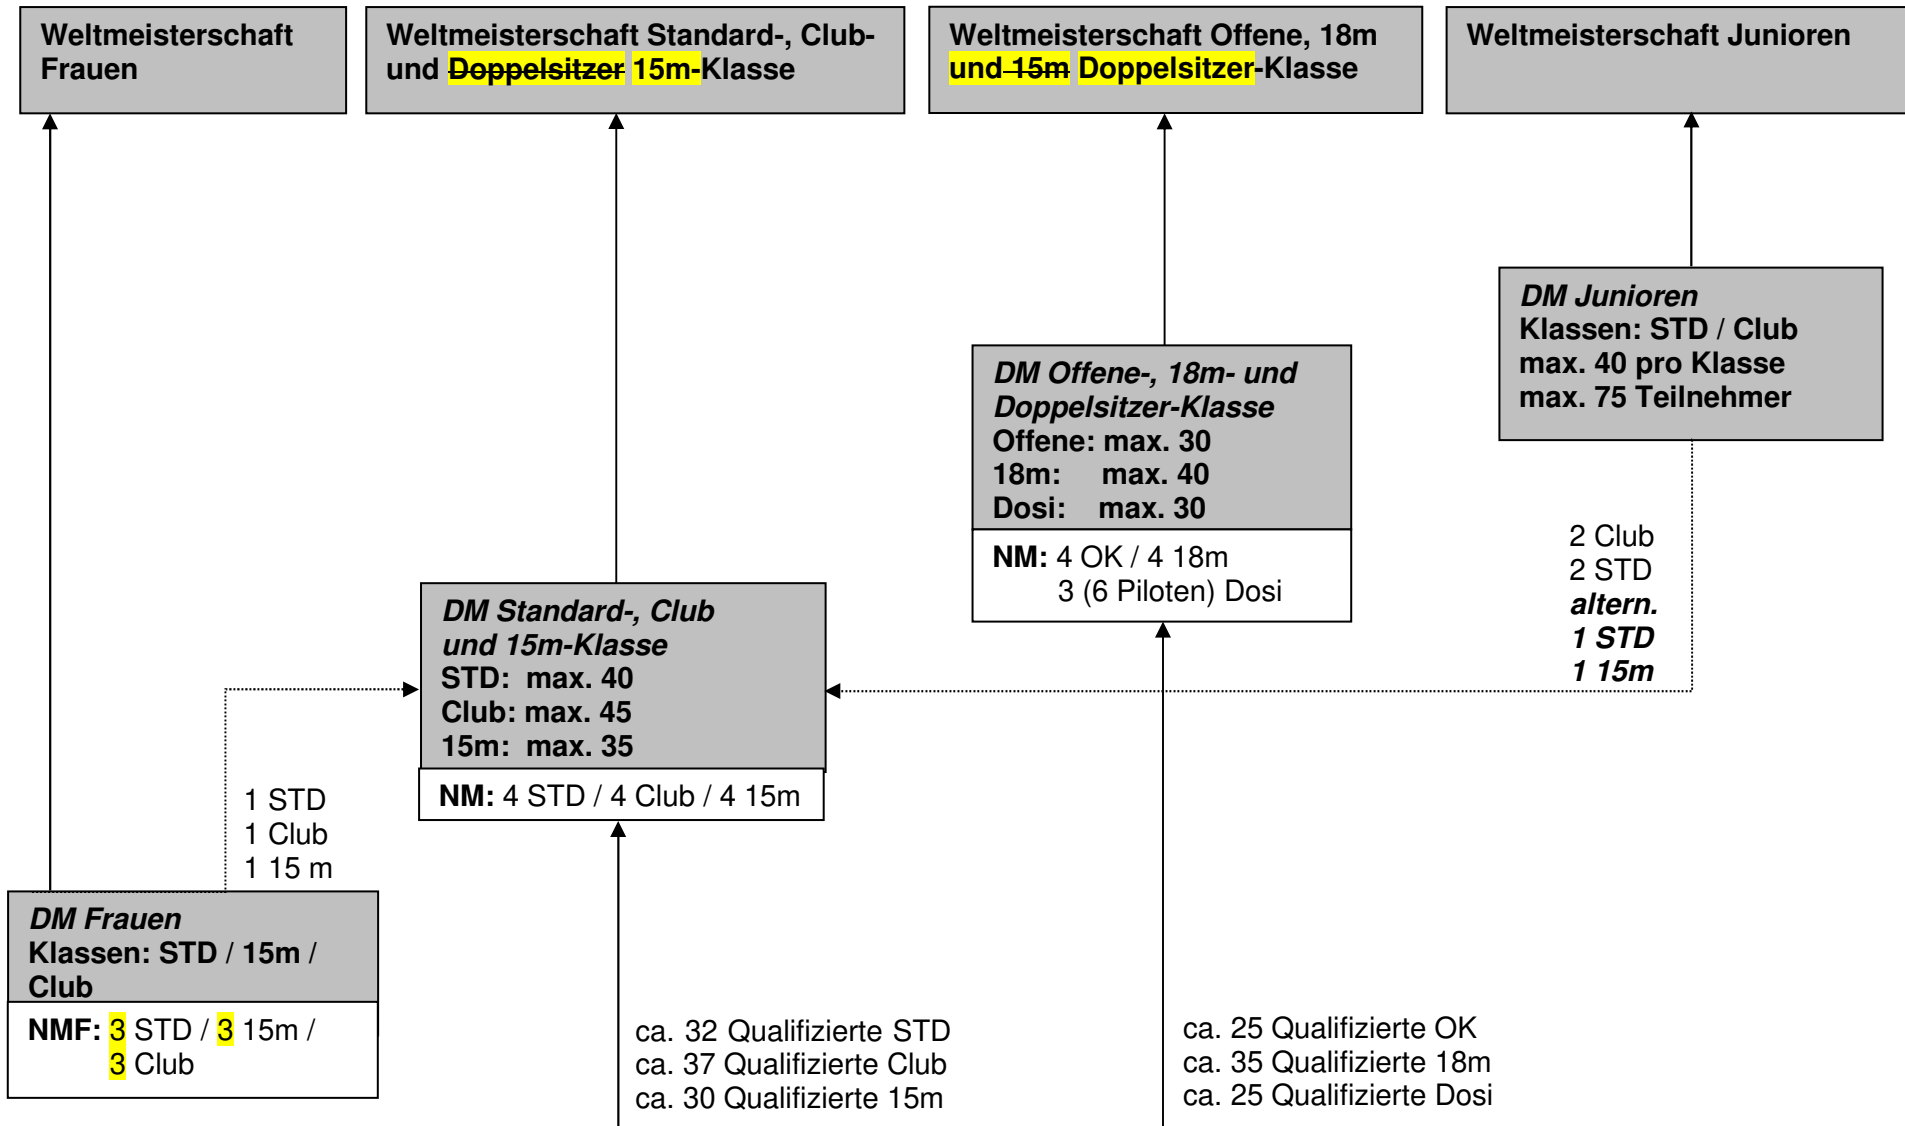 Weltmeisterschaft
Frauen
Weltmeisterschaft Standard-, Club-
und Doppelsitzer 15m-Klasse
Weltmeisterschaft Offene, 18m
und 15m Doppelsitzer-Klasse
Weltmeisterschaft Junioren
DM Junioren
Klassen: STD / Club
max. 40 pro Klasse
max. 75 Teilnehmer
DM Offene-, 18m- und
Doppelsitzer-Klasse
Offene: max. 30
18m: max. 40
Dosi: max. 30
NM: 4 OK / 4 18m
3 (6 Piloten) Dosi
2 Club
2 STD
altern.
1 STD
1 15m
DM Standard-, Club
und 15m-Klasse
STD: max. 40
Club: max. 45
15m: max. 35
NM: 4 STD / 4 Club / 4 15m
1 STD
1 Club
1 15 m
DM Frauen
Klassen: STD / 15m /
Club
NMF: 3 STD / 3 15m /
3 Club
ca. 32 Qualifizierte STD
ca. 37 Qualifizierte Club
ca. 30 Qualifizierte 15m
ca. 25 Qualifizierte OK
ca. 35 Qualifizierte 18m
ca. 25 Qualifizierte Dosi